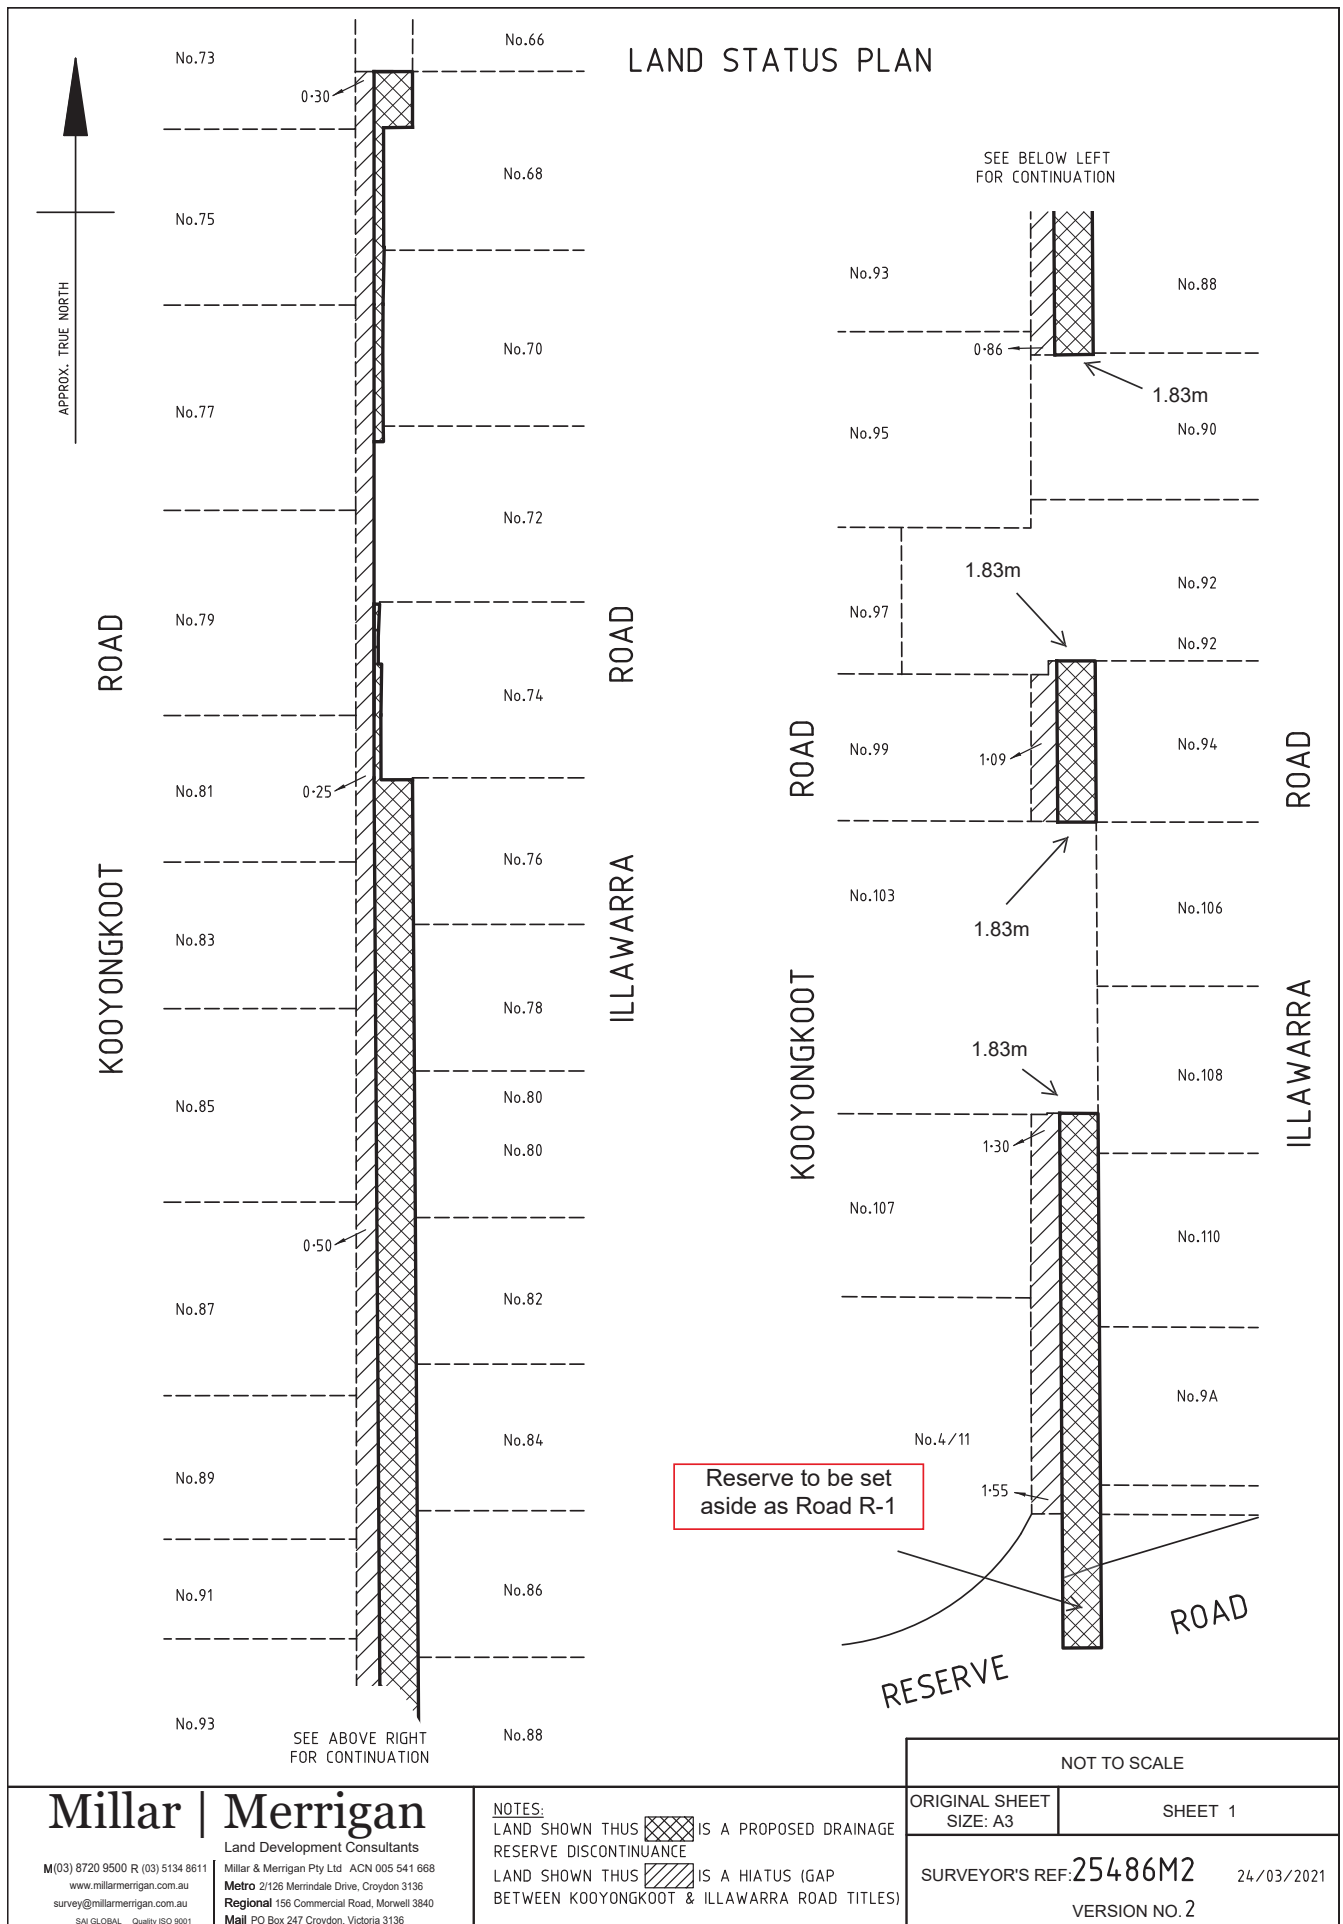 LAND STATUS PLAN
No.73
No.66
0·30
No.68
No.75
APPROX. TRUE NORTH
No.70
No.77
No.72
No.79
ROAD
ROAD
No.74
No.81
0·25
No.76
KOOYONGKOOT
ILLAWARRA
No.83
No.78
No.85
No.80
No.80
0·50
No.87
No.82
No.84
No.89
No.91
No.86
No.93
No.88
SEE ABOVE RIGHT
FOR CONTINUATION
SEE BELOW LEFT
FOR CONTINUATION
No.93
No.88
0·86
1.83m
No.95
No.90
1.83m
No.92
No.97
No.92
ROAD
ROAD
No.99
1·09
No.94
No.103
No.106
1.83m
KOOYONGKOOT
ILLAWARRA
1.83m
No.108
1·30
No.107
No.110
No.9A
No.4/11
Reserve to be set
aside as Road R-1
1·55
RESERVE
ROAD
Millar | Merrigan
Land Development Consultants
M(03) 8720 9500 R (03) 5134 8611
www.millarmerrigan.com.au
survey@millarmerrigan.com.au
SAI GLOBAL Quality ISO 9001
Millar & Merrigan Pty Ltd ACN 005 541 668
Metro 2/126 Merrindale Drive, Croydon 3136
Regional 156 Commercial Road, Morwell 3840
Mail PO Box 247 Croydon, Victoria 3136
NOTES:
LAND SHOWN THUS IS A PROPOSED DRAINAGE
RESERVE DISCONTINUANCE
LAND SHOWN THUS IS A HIATUS (GAP
BETWEEN KOOYONGKOOT & ILLAWARRA ROAD TITLES)
NOT TO SCALE
ORIGINAL SHEET
SIZE: A3
SHEET 1
SURVEYOR'S REF: 25486M2 24/03/2021
VERSION NO. 2